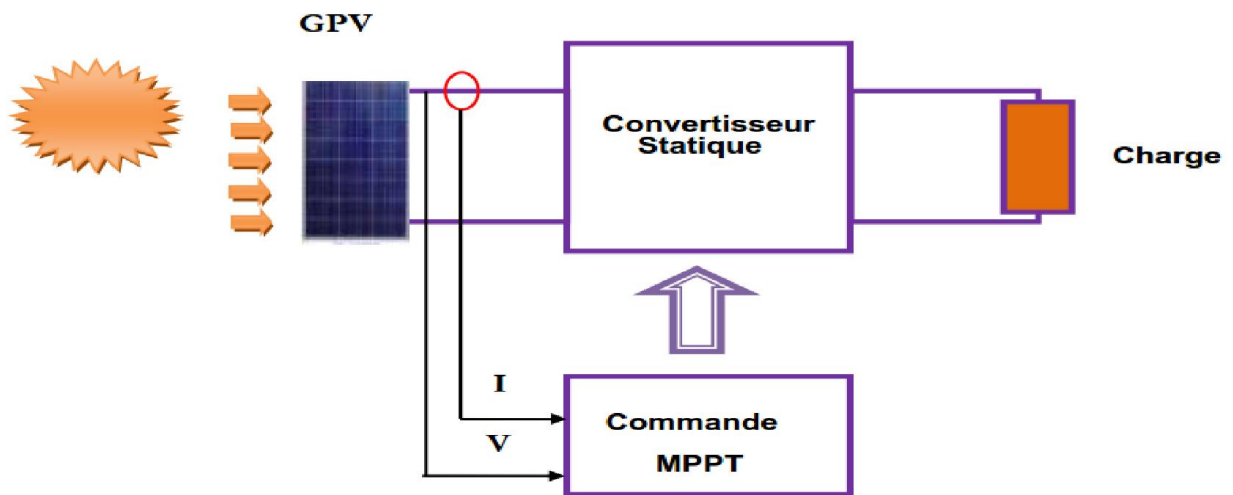 GPV
Convertisseur
Statique
Charge
I
V
Commande
MPPT